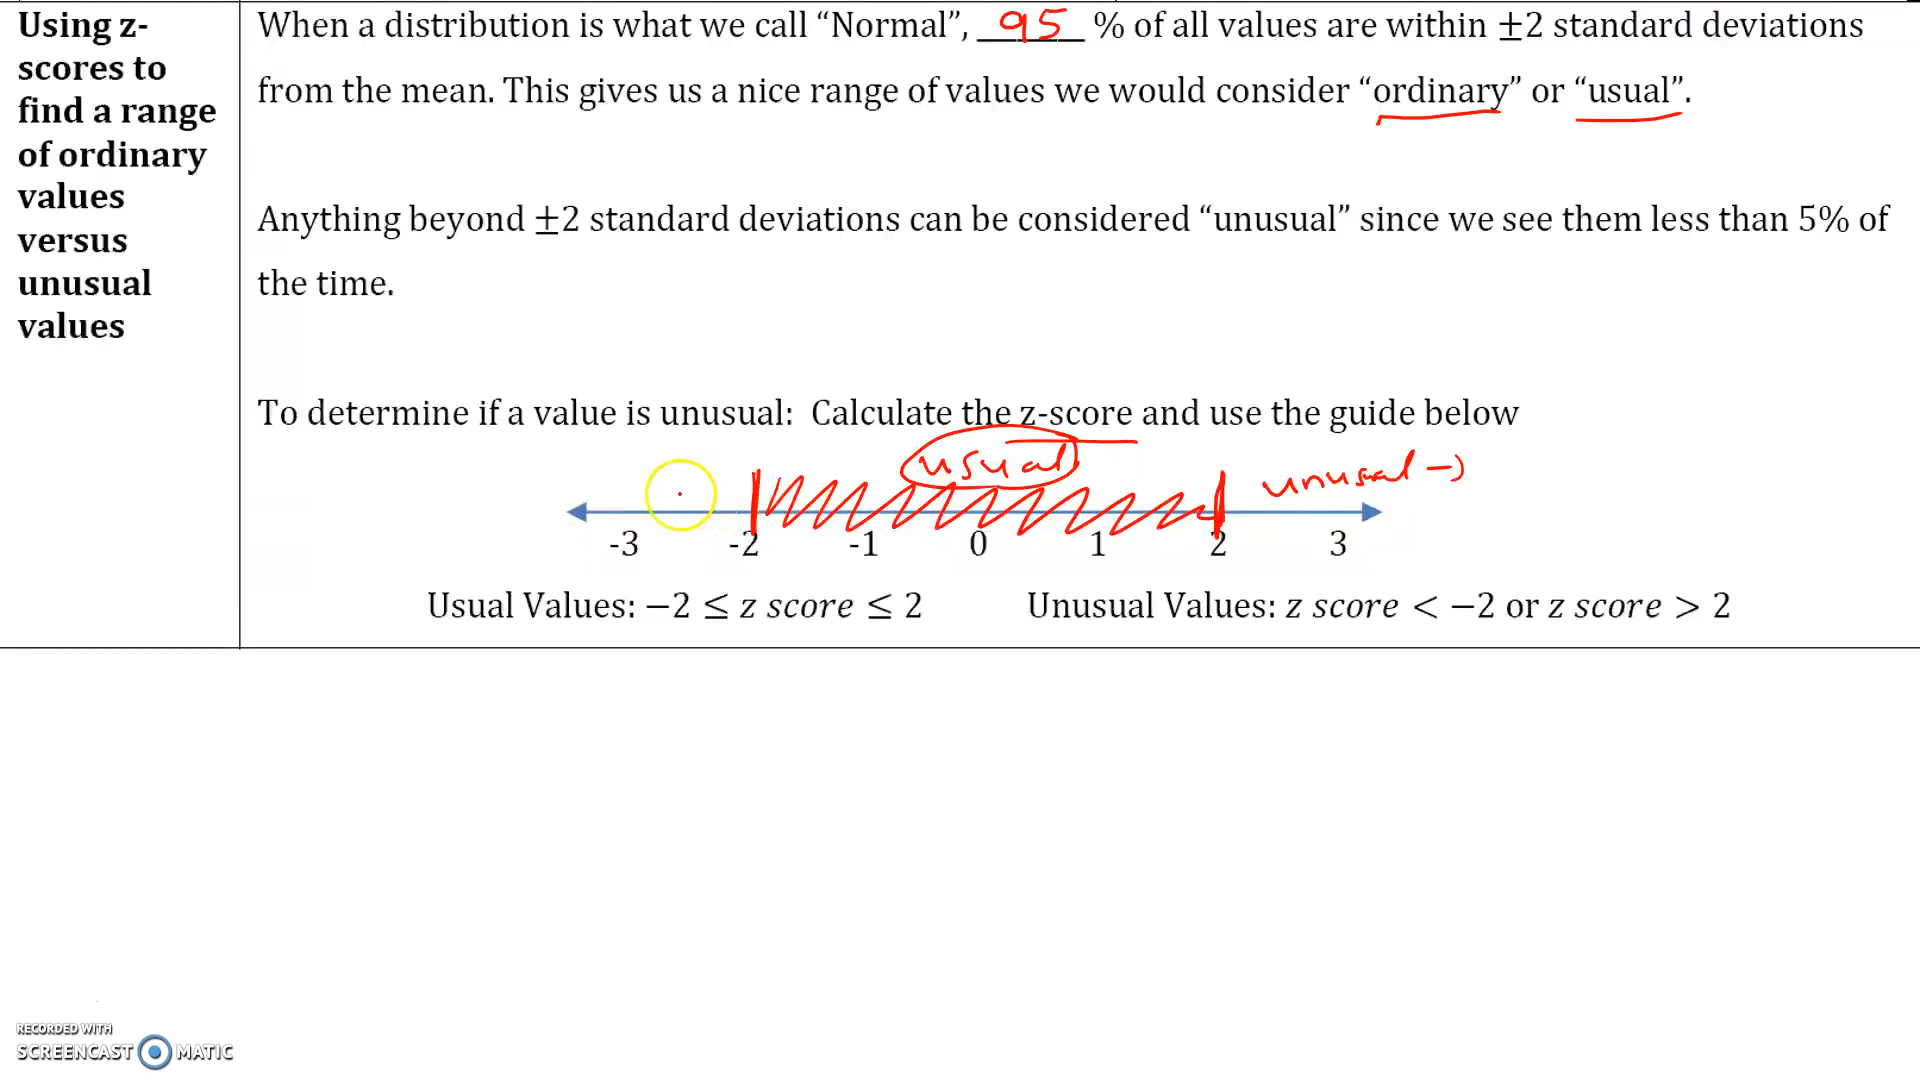 Using z-
scores to
find a range
of ordinary
values
versus
unusual
values
When a distribution is what we call “Normal”, 95 % of all values are within ±2 standard deviations
from the mean. This gives us a nice range of values we would consider “ordinary” or “usual”.
Anything beyond ±2 standard deviations can be considered “unusual” since we see them less than 5% of
the time.
To determine if a value is unusual: Calculate the z-score and use the guide below
usual unusual →
-3 -2 -1 0 1 2 3
Usual Values: −2 ≤ z score ≤ 2 Unusual Values: z score < −2 or z score > 2
RECORDED WITH
SCREENCAST MATIC